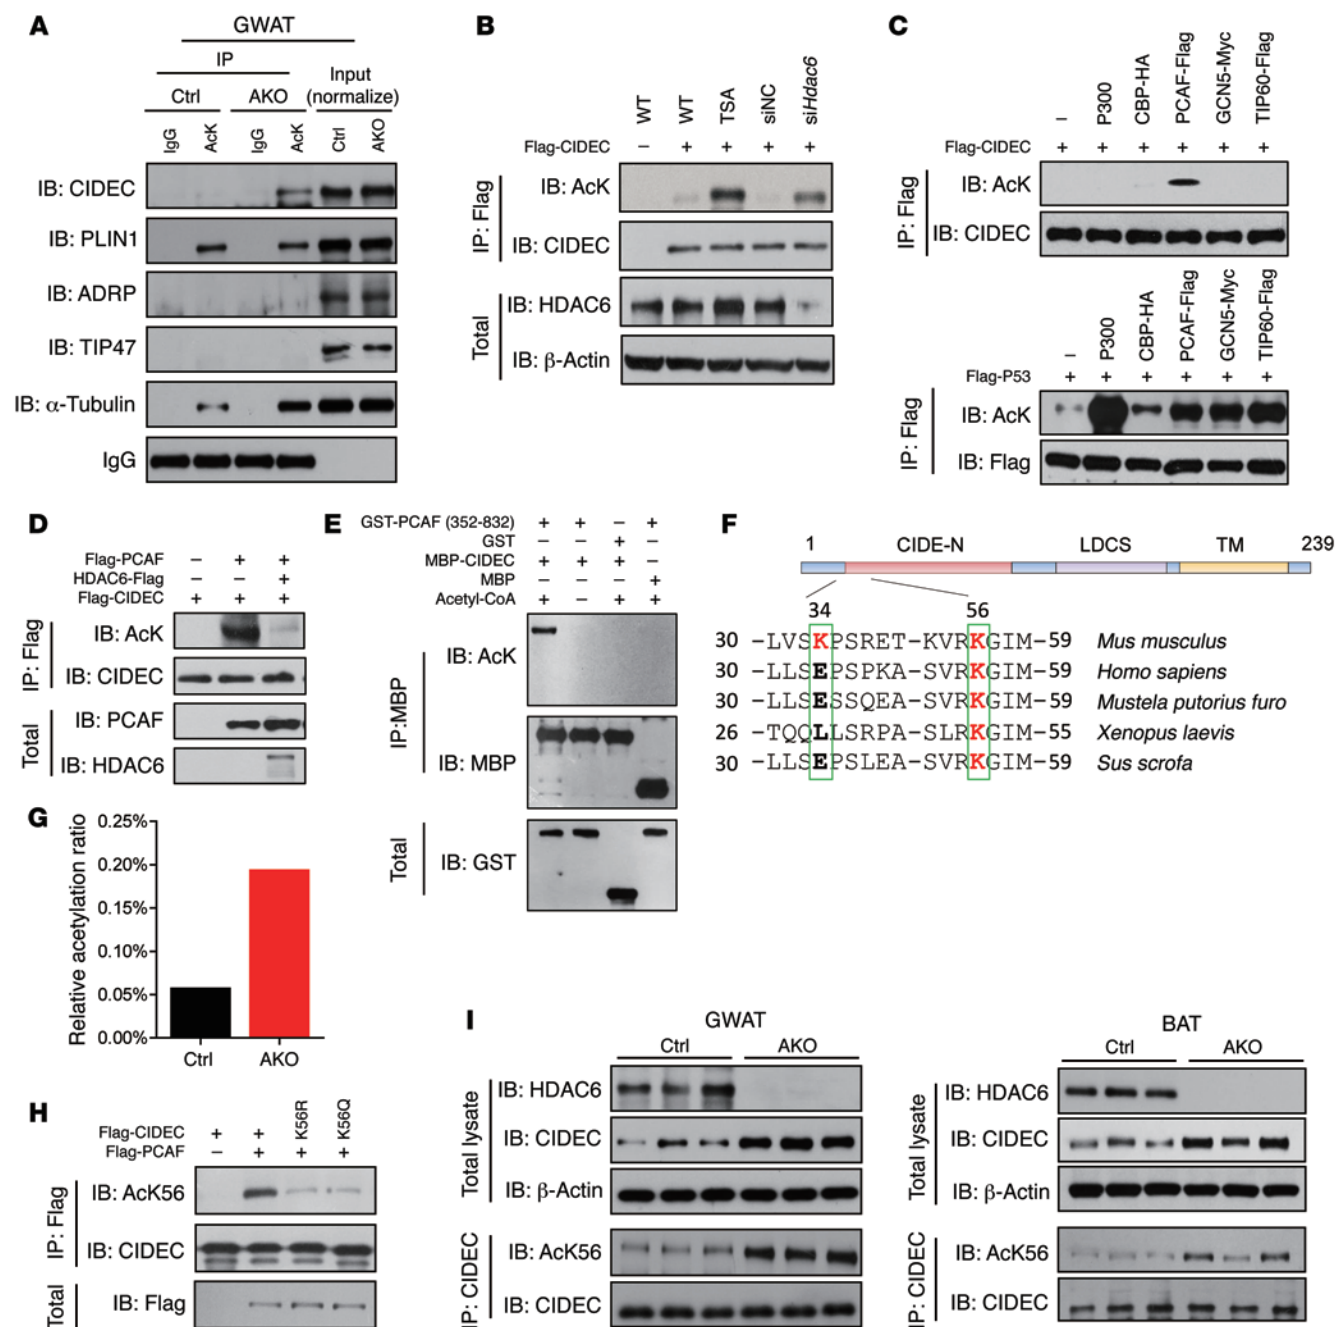 A
GWAT
IP
Input
(normalize)
Ctrl
AKO
IgG
AcK
IgG
AcK
Ctrl
AKO
IB: CIDEC
IB: PLIN1
IB: ADRP
IB: TIP47
IB: α-Tubulin
IgG
B
WT
WT
TSA
siNC
siHdac6
Flag-CIDEC – + + + +
IP: Flag
IB: AcK
IB: CIDEC
Total
IB: HDAC6
IB: β-Actin
C
–
P300
CBP-HA
PCAF-Flag
GCN5-Myc
TIP60-Flag
Flag-CIDEC + + + + + +
IP: Flag
IB: AcK
IB: CIDEC
–
P300
CBP-HA
PCAF-Flag
GCN5-Myc
TIP60-Flag
Flag-P53 + + + + + +
IP: Flag
IB: AcK
IB: Flag
D
Flag-PCAF – + +
HDAC6-Flag – – +
Flag-CIDEC + + +
IP: Flag
IB: AcK
IB: CIDEC
Total
IB: PCAF
IB: HDAC6
E
GST-PCAF (352-832) + + – +
GST – – + –
MBP-CIDEC + + + –
MBP – – – +
Acetyl-CoA + – + +
IP:MBP
IB: AcK
IB: MBP
Total
IB: GST
F
1 CIDE-N LDCS TM 239
34 56
30 –LVSKPSRET-KVRKGIM–59 Mus musculus
30 –LLSEPSPKA-SVRKGIM–59 Homo sapiens
30 –LLSESSQEA-SVRKGIM–59 Mustela putorius furo
26 –TQQLLSRPA-SLRKGIM–55 Xenopus laevis
30 –LLSEPSLEA-SVRKGIM–59 Sus scrofa
G
Relative acetylation ratio
0.25%
0.20%
0.15%
0.10%
0.05%
0.00%
Ctrl AKO
H
K56R
K56Q
Flag-CIDEC + +
Flag-PCAF – + + +
IP: Flag
IB: AcK56
IB: CIDEC
Total
IB: Flag
I
GWAT
Ctrl AKO
Total lysate
IB: HDAC6
IB: CIDEC
IB: β-Actin
IP: CIDEC
IB: AcK56
IB: CIDEC
BAT
Ctrl AKO
Total lysate
IB: HDAC6
IB: CIDEC
IB: β-Actin
IP: CIDEC
IB: AcK56
IB: CIDEC